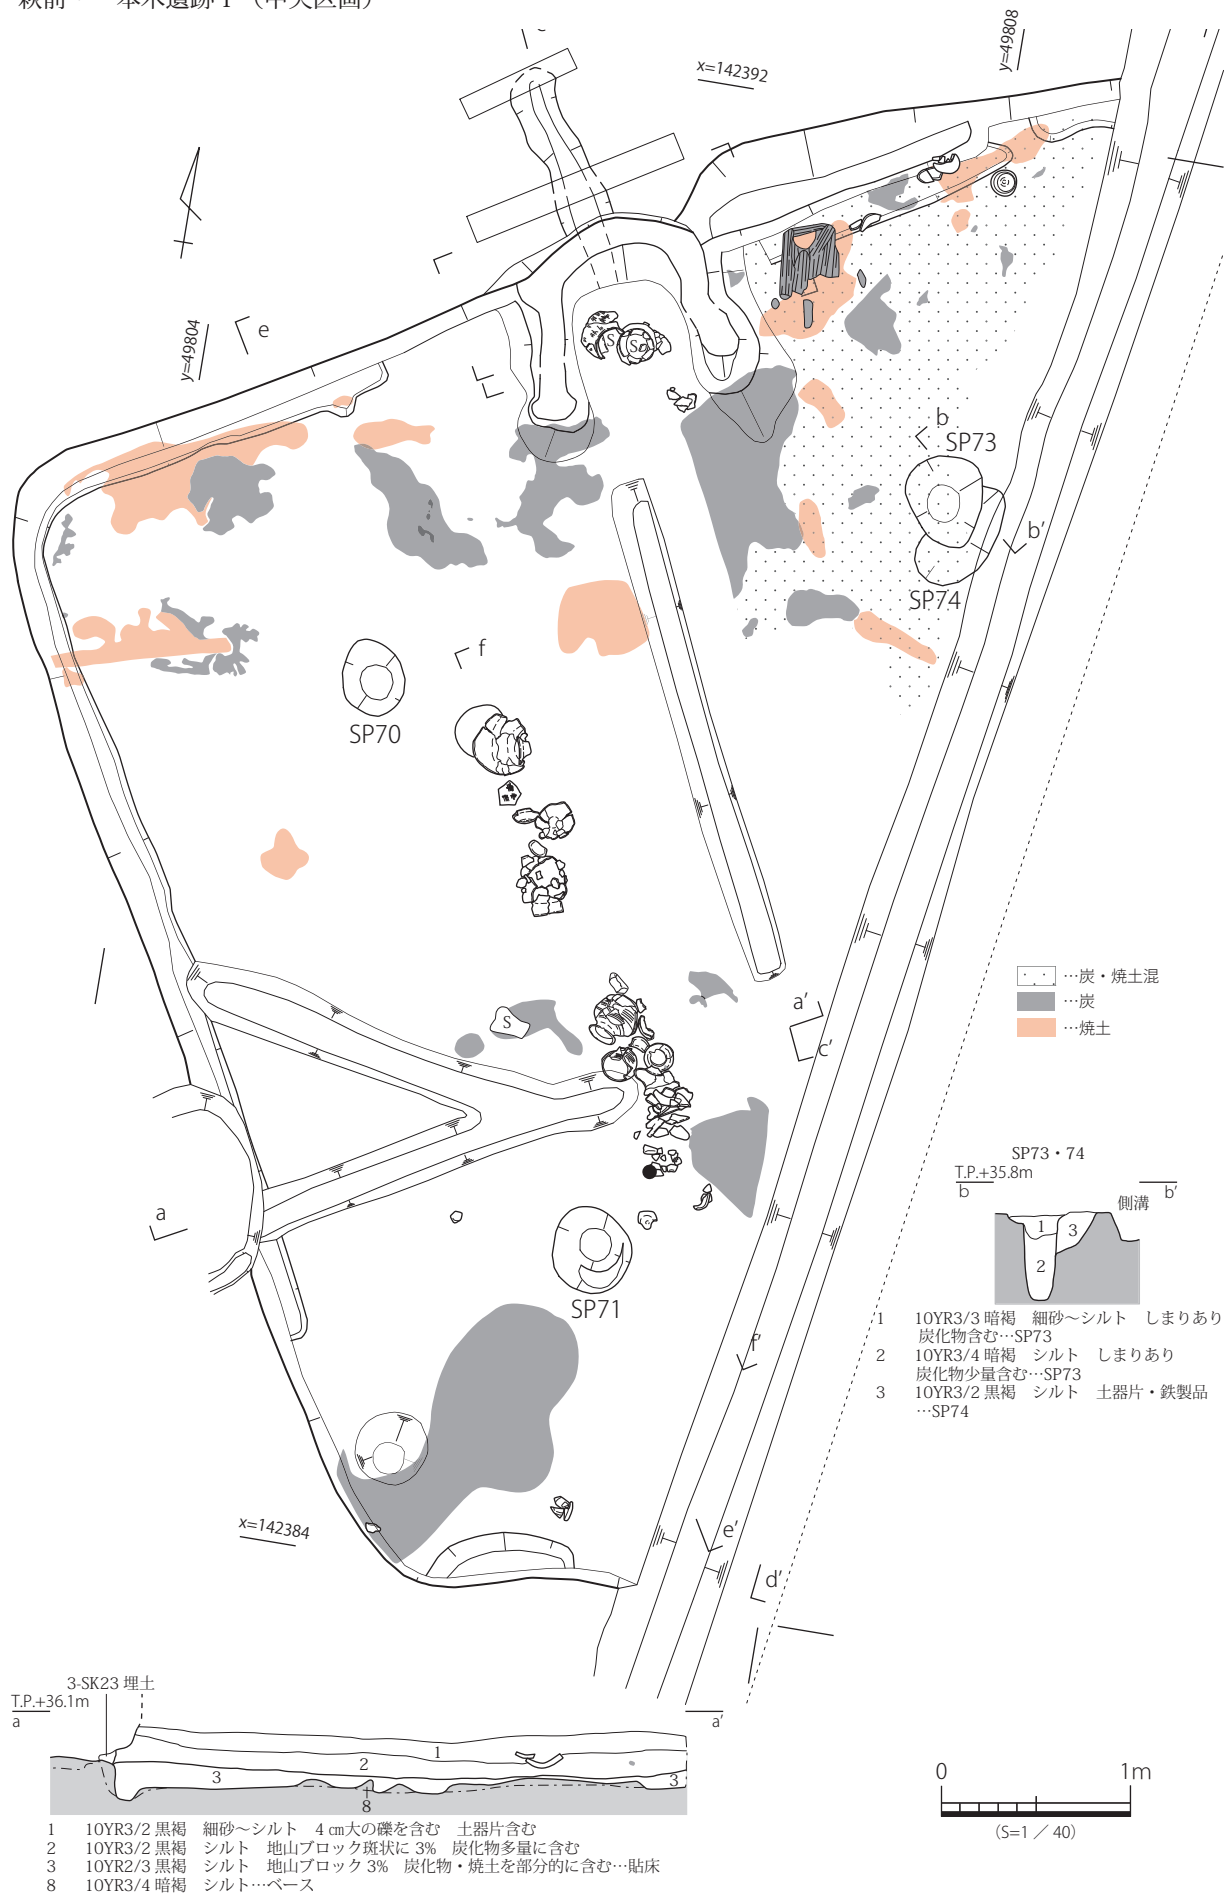 本木遺跡Ⅰ（中央区画）
y=49808
x=142392
y=49804
e
S
S
b
SP73
b'
SP74
f
SP70
…炭・焼土混
…炭
…焼土
a'
c'
S
SP73・74
T.P.+35.8m
b
b'
側溝
1
3
2
a
SP71
f'
1 10YR3/3 暗褐 細砂～シルト しまりあり
炭化物含む…SP73
2 10YR3/4 暗褐 シルト しまりあり
炭化物少量含む…SP73
3 10YR3/2 黒褐 シルト 土器片・鉄製品
…SP74
x=142384
e'
d'
3-SK23 埋土
T.P.+36.1m
a
a'
1
2
3
3
8
0
1m
（S=1 ／ 40）
1 10YR3/2 黒褐 細砂～シルト 4 ㎝大の礫を含む 土器片含む
2 10YR3/2 黒褐 シルト 地山ブロック斑状に 3% 炭化物多量に含む
3 10YR2/3 黒褐 シルト 地山ブロック 3% 炭化物・焼土を部分的に含む…貼床
8 10YR3/4 暗褐 シルト…ベース